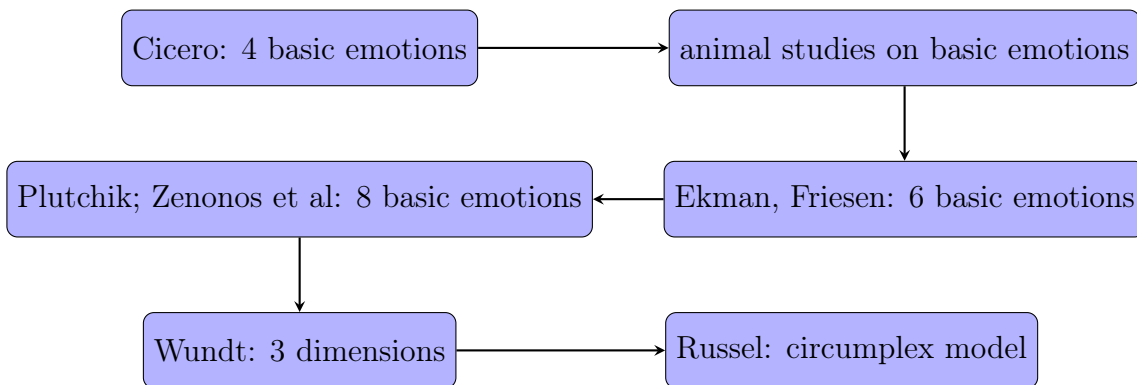 Cicero: 4 basic emotions
animal studies on basic emotions
Ekman, Friesen: 6 basic emotions
Plutchik; Zenonos et al: 8 basic emotions
Wundt: 3 dimensions
Russel: circumplex model